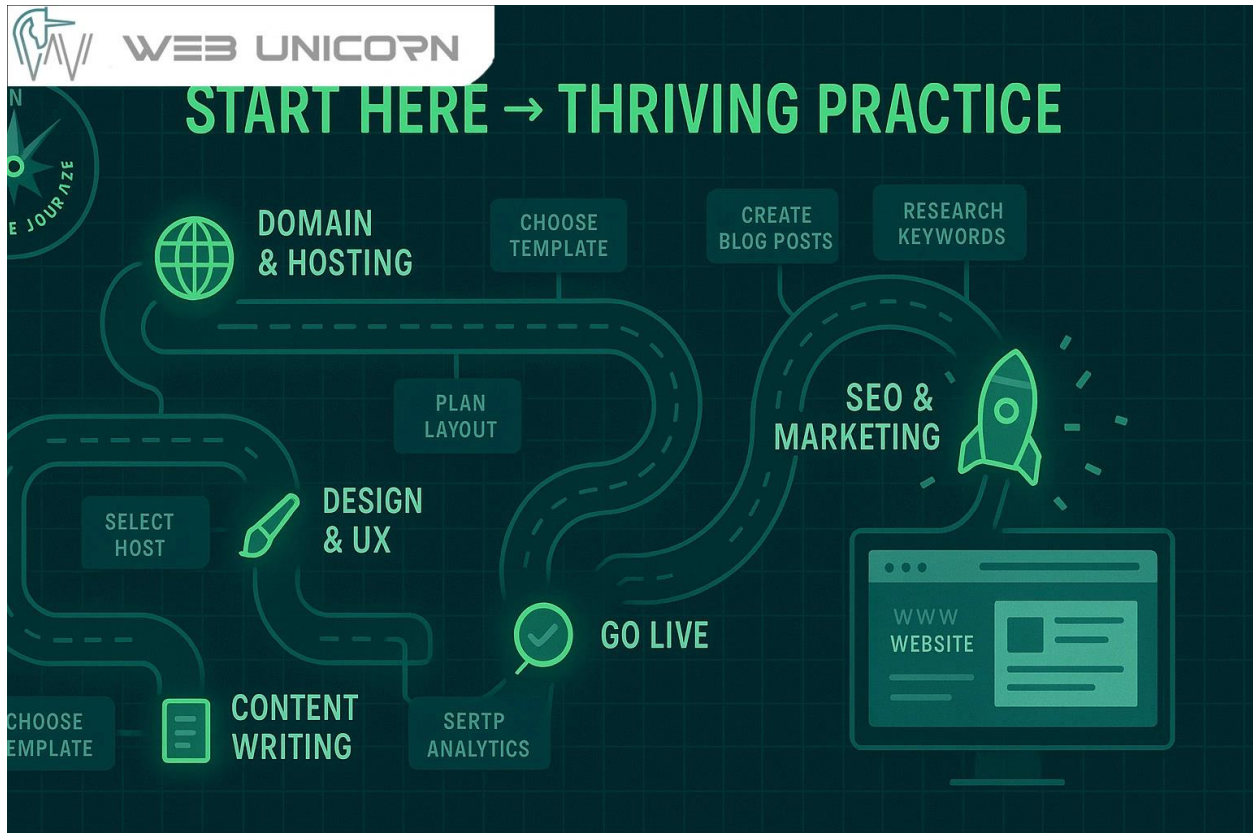 WEB UNICORN
START HERE → THRIVING PRACTICE
N
E JOURNZE
DOMAIN
& HOSTING
CHOOSE
TEMPLATE
CREATE
BLOG POSTS
RESEARCH
KEYWORDS
PLAN
LAYOUT
SEO &
MARKETING
SELECT
HOST
DESIGN
& UX
GO LIVE
WWW
WEBSITE
CHOOSE
EMPLATE
CONTENT
WRITING
SERTP
ANALYTICS